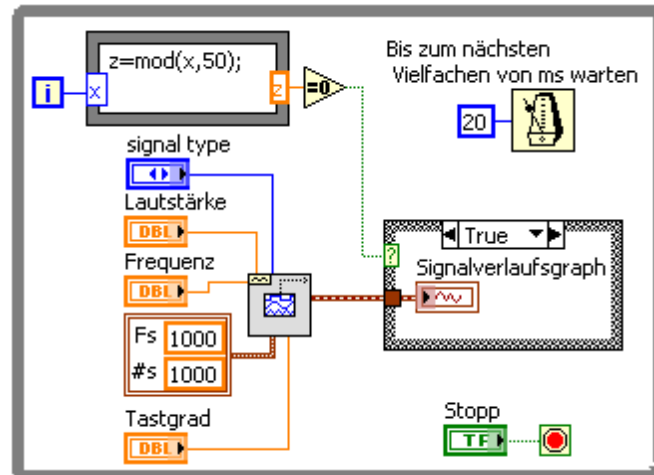 z=mod(x,50);
i
x
z
=0
Bis zum nächsten
Vielfachen von ms warten
20
signal type
Lautstärke
DBL
Frequenz
DBL
Fs 1000
#s 1000
Tastgrad
DBL
True
?
Signalverlaufsgraph
Stopp
TF